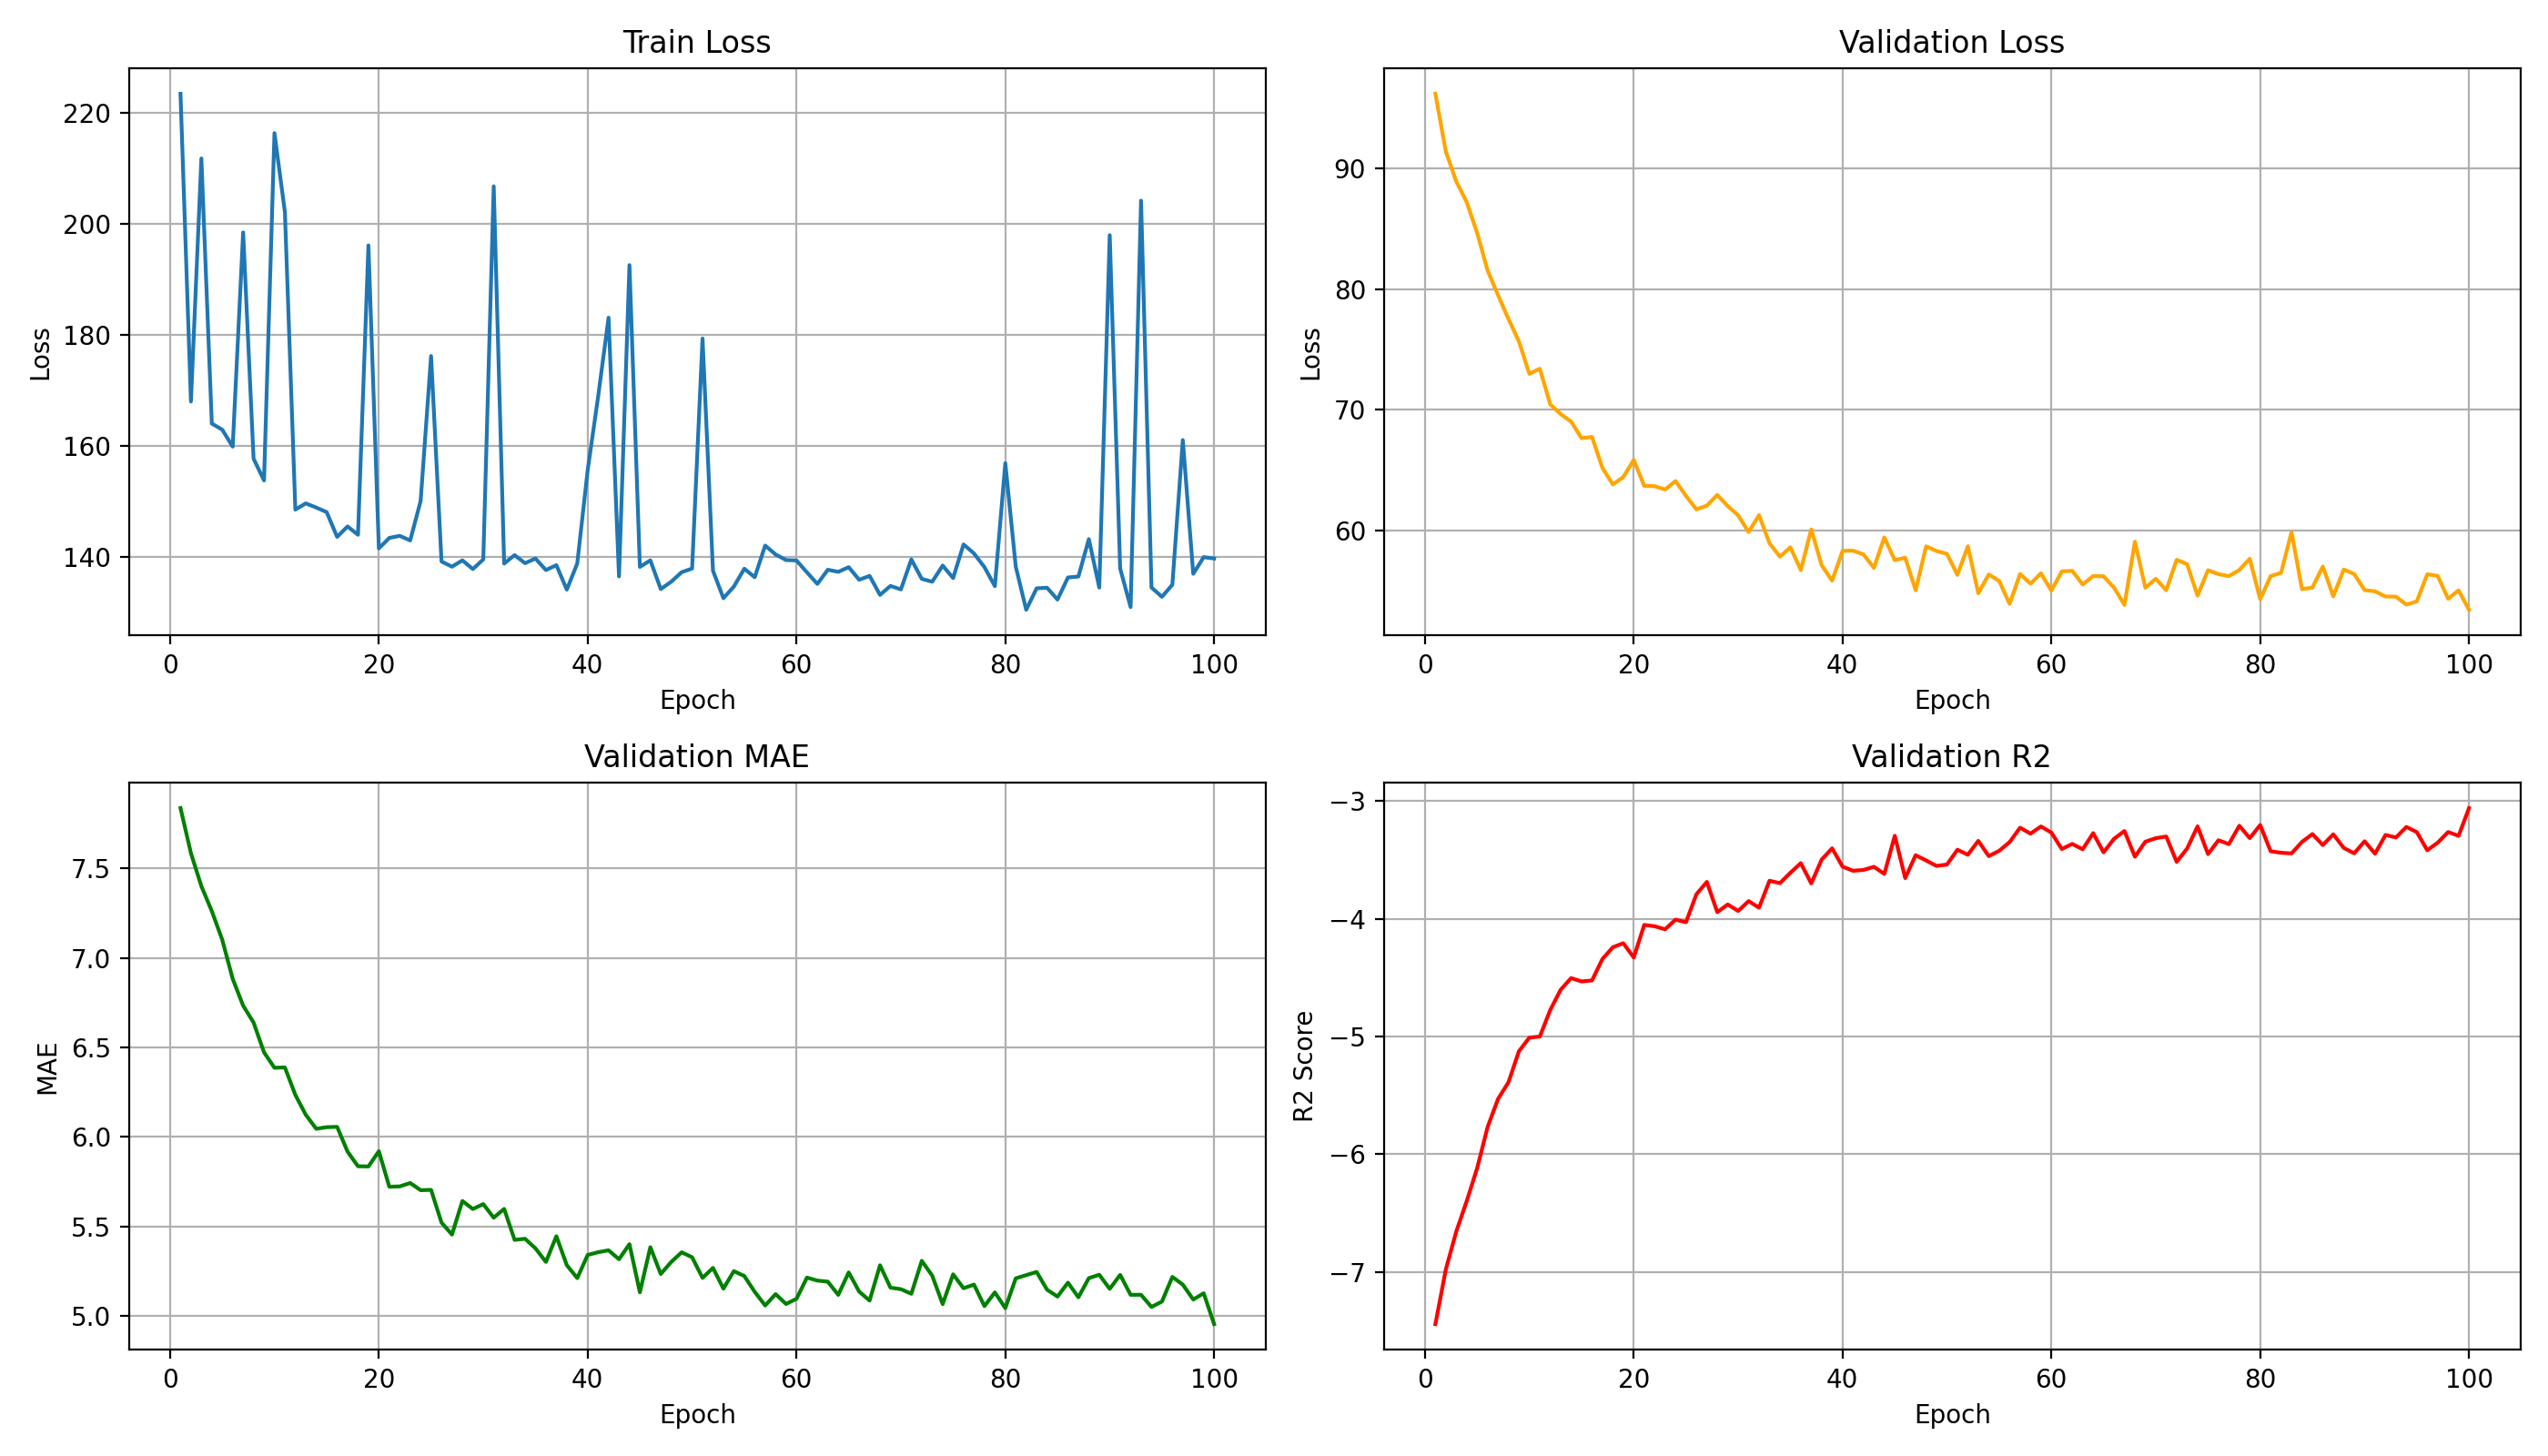 Train Loss
Loss
220
200
180
160
140
0 20 40 60 80 100
Epoch
Validation Loss
Loss
90
80
70
60
0 20 40 60 80 100
Epoch
Validation MAE
MAE
7.5
7.0
6.5
6.0
5.5
5.0
0 20 40 60 80 100
Epoch
Validation R2
R2 Score
−3
−4
−5
−6
−7
0 20 40 60 80 100
Epoch